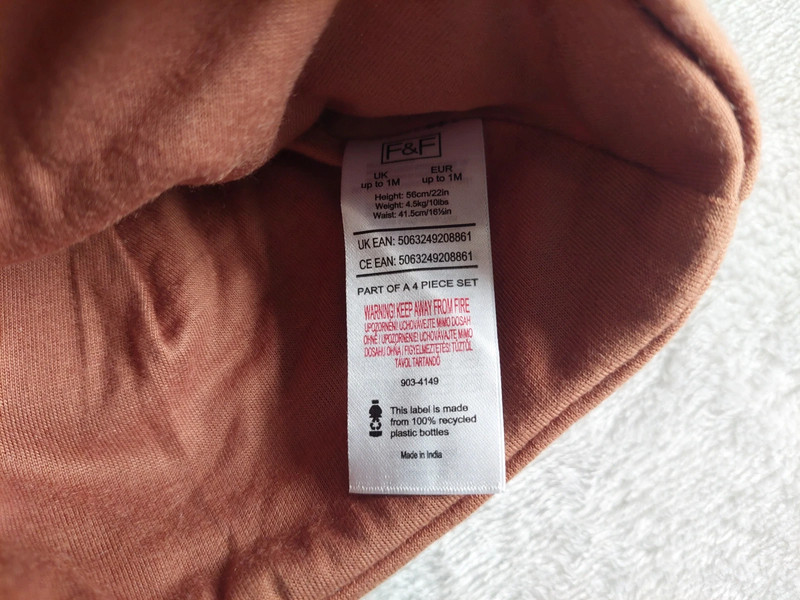 F&F
UK EUR
up to 1M up to 1M
Height: 56cm/22in
Weight: 4.5kg/10lbs
Waist: 41.5cm/16½in
UK EAN: 5063249208861
CE EAN: 5063249208861
PART OF A 4 PIECE SET
WARNING! KEEP AWAY FROM FIRE
UPOZORNĚNÍ! UCHOVÁVEJTE MIMO DOSAH
OHNĚ ! UPOZORNENIE! UCHOVÁVAJTE MIMO
DOSAHU OHŇA ! FIGYELMEZTETÉS! TŰZTŐL
TÁVOL TARTANDÓ
903-4149
This label is made
from 100% recycled
plastic bottles
Made in India